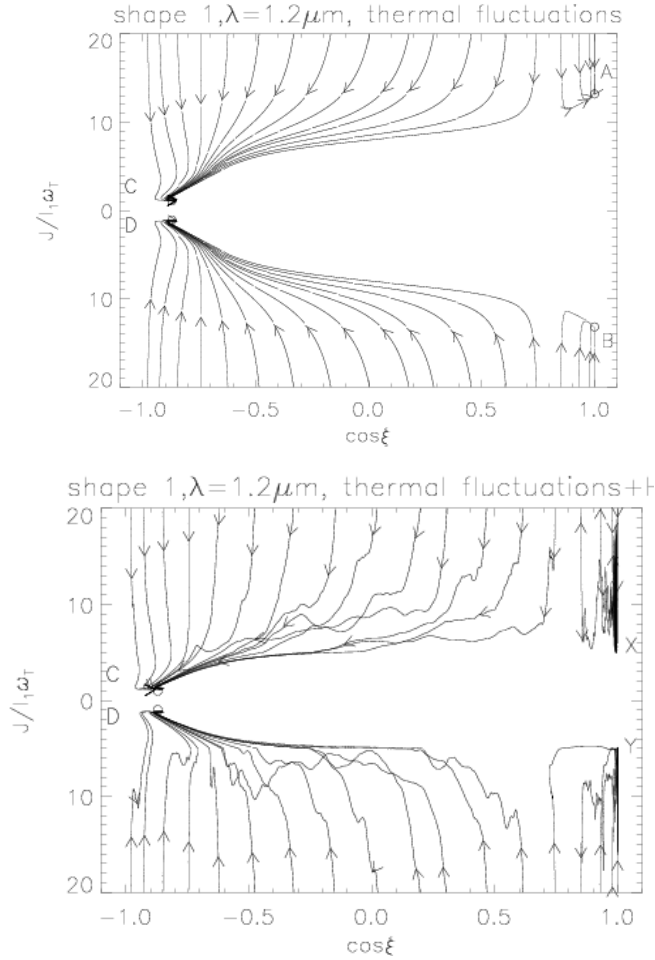 shape 1,λ=1.2μm, thermal fluctuations
20
A
10
C
J/I₁ω_T
0
D
10
B
20
−1.0 −0.5 0.0 0.5 1.0
cosξ
shape 1,λ=1.2μm, thermal fluctuations+H
20
10
X
C
J/I₁ω_T
0
D
Y
10
20
−1.0 −0.5 0.0 0.5 1.0
cosξ